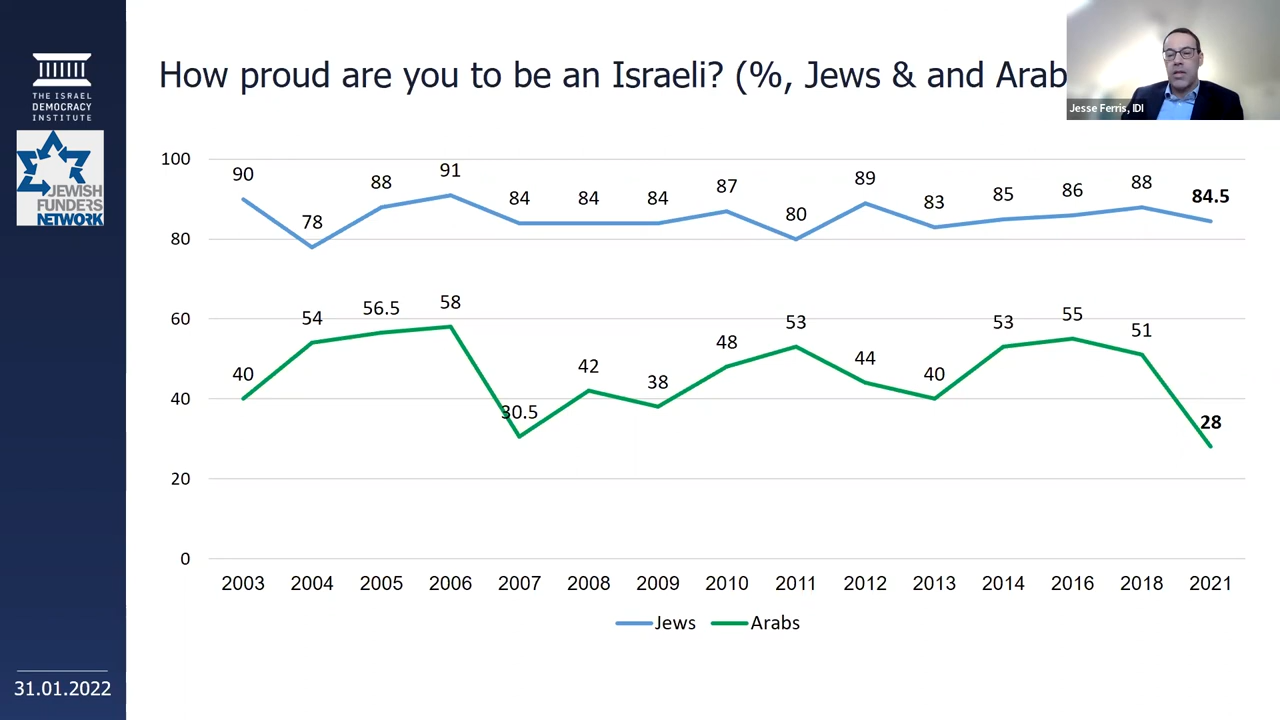 THE ISRAEL
DEMOCRACY
INSTITUTE
JEWISH
FUNDERS
NETWORK
How proud are you to be an Israeli? (%, Jews & and Arab
Jesse Ferris, IDI
100
80
60
40
20
0
90 78 88 91 84 84 84 87 80 89 83 85 86 88 84.5
40 54 56.5 58 30.5 42 38 48 53 44 40 53 55 51 28
2003 2004 2005 2006 2007 2008 2009 2010 2011 2012 2013 2014 2016 2018 2021
Jews Arabs
31.01.2022